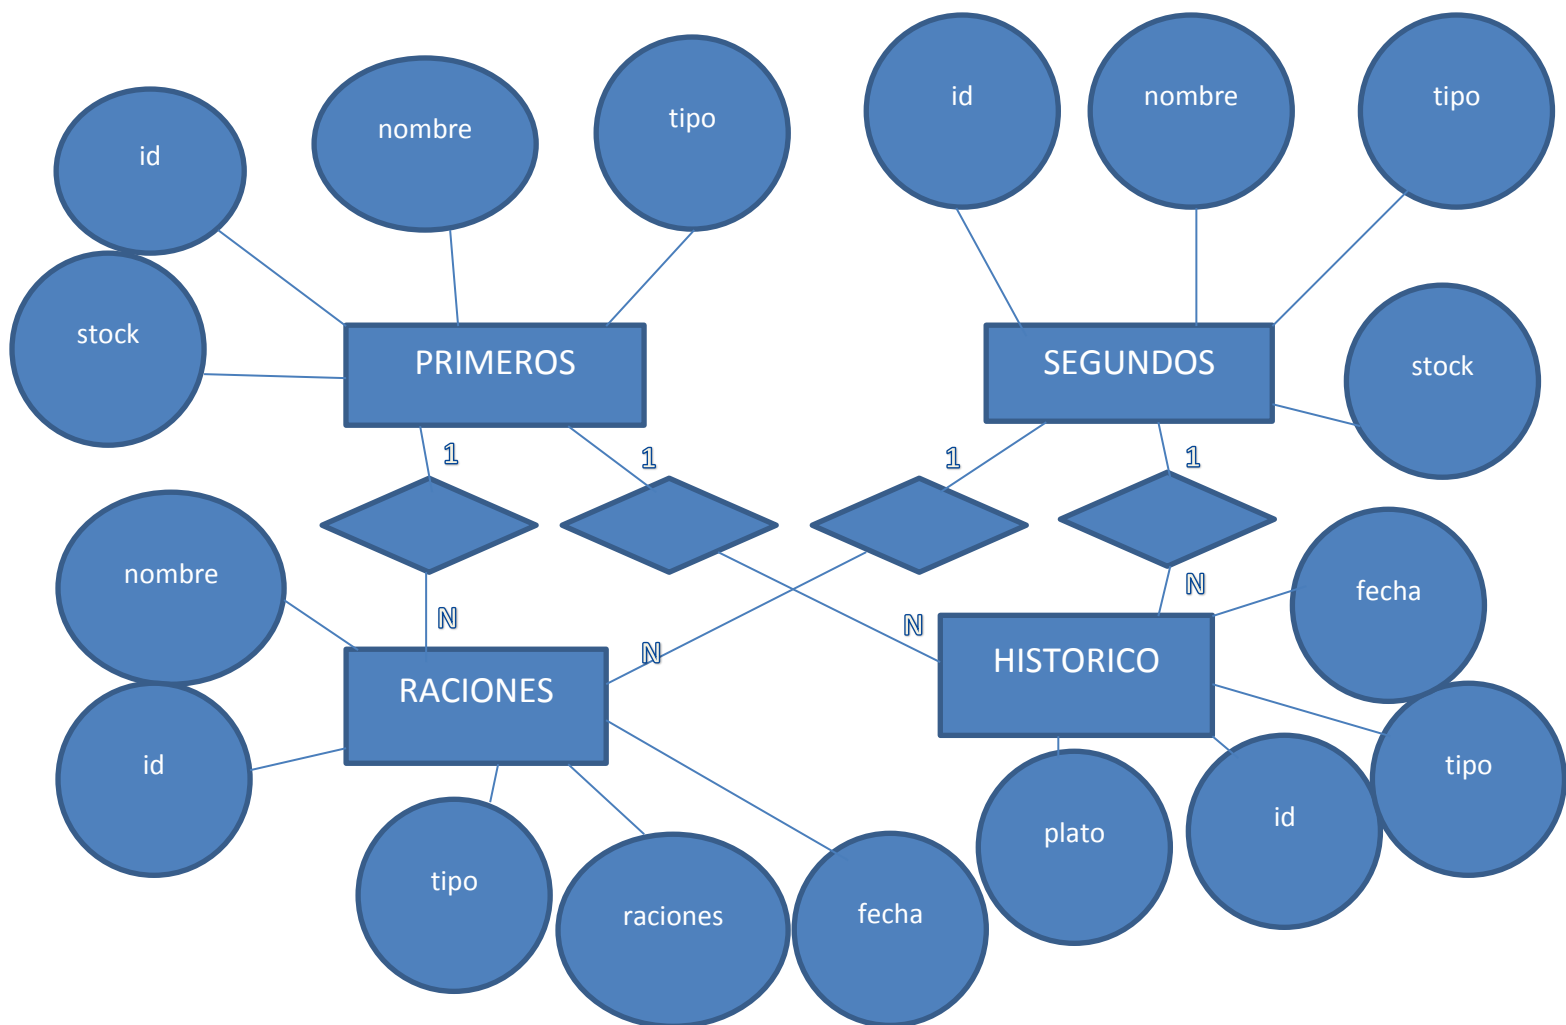 id
nombre
tipo
id
nombre
tipo
stock
PRIMEROS
SEGUNDOS
stock
1
1
1
1
nombre
N
N
N
N
fecha
RACIONES
HISTORICO
id
tipo
tipo
raciones
fecha
plato
id